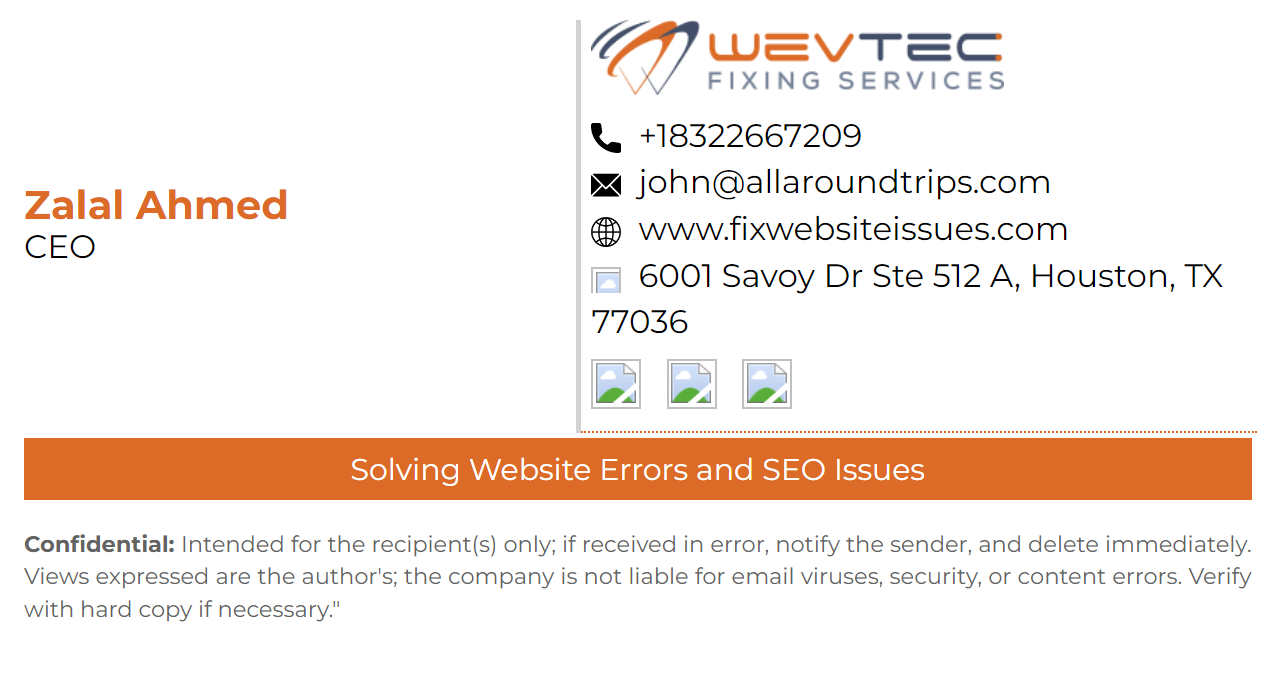 WEVTEC
FIXING SERVICES
Zalal Ahmed
CEO
+18322667209
john@allaroundtrips.com
www.fixwebsiteissues.com
6001 Savoy Dr Ste 512 A, Houston, TX
77036
Solving Website Errors and SEO Issues
Confidential: Intended for the recipient(s) only; if received in error, notify the sender, and delete immediately.
Views expressed are the author's; the company is not liable for email viruses, security, or content errors. Verify
with hard copy if necessary."